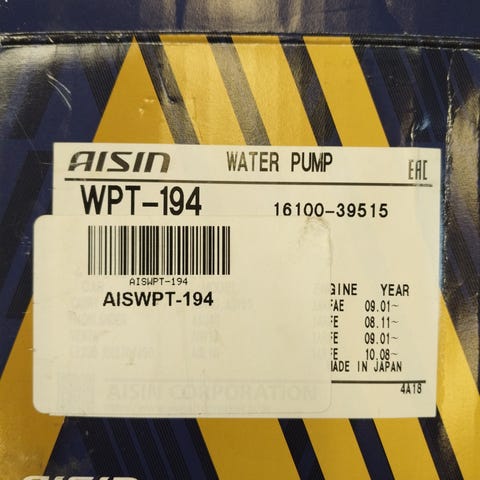 AISIN WATER PUMP EAC
WPT-194 16100-39515
AISWPT-194
AISWPT-194
ENGINE YEAR
09.01~
08.11~
09.01~
10.08~
MADE IN JAPAN
AISIN CORPORATION
4A18
AISIN